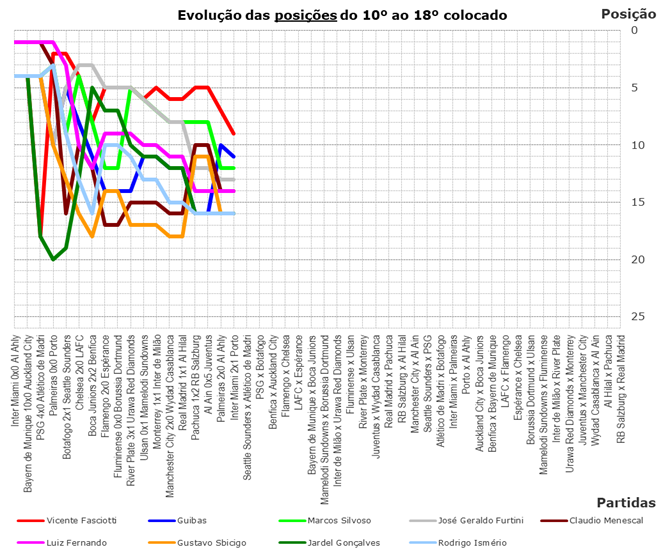 Evolução das posições do 10º ao 18º colocado
Posição
0
5
10
15
20
25
Inter Miami 0x0 Al Ahly
Bayern de Munique 10x0 Auckland City
PSG 4x0 Atlético de Madri
Palmeiras 0x0 Porto
Botafogo 2x1 Seattle Sounders
Chelsea 2x0 LAFC
Boca Juniors 2x2 Benfica
Flamengo 2x0 Espérance
Fluminense 0x0 Borussia Dortmund
River Plate 3x1 Urawa Red Diamonds
Ulsan 0x1 Mamelodi Sundowns
Monterrey 1x1 Inter de Milão
Manchester City 2x0 Wydad Casablanca
Real Madrid 1x1 Al Hilal
Pachuca 1x2 RB Salzburg
Al Ain 0x5 Juventus
Palmeiras 2x0 Al Ahly
Inter Miami 2x1 Porto
Seattle Sounders x Atlético de Madri
PSG x Botafogo
Benfica x Auckland City
Flamengo x Chelsea
LAFC x Espérance
Bayern de Munique x Boca Juniors
Mamelodi Sundowns x Borussia Dortmund
Inter de Milão x Urawa Red Diamonds
Fluminense x Ulsan
River Plate x Monterrey
Juventus x Wydad Casablanca
Real Madrid x Pachuca
RB Salzburg x Al Hilal
Manchester City x Al Ain
Seattle Sounders x PSG
Atlético de Madri x Botafogo
Inter Miami x Palmeiras
Porto x Al Ahly
Auckland City x Boca Juniors
Benfica x Bayern de Munique
LAFC x Flamengo
Espérance x Chelsea
Borussia Dortmund x Ulsan
Mamelodi Sundowns x Fluminense
Inter de Milão x River Plate
Urawa Red Diamonds x Monterrey
Juventus x Manchester City
Wydad Casablanca x Al Ain
Al Hilal x Pachuca
RB Salzburg x Real Madrid
Partidas
Vicente Fasciotti
Guibas
Marcos Silvoso
José Geraldo Furtini
Claudio Menescal
Luiz Fernando
Gustavo Sbicigo
Jardel Gonçalves
Rodrigo Ismério